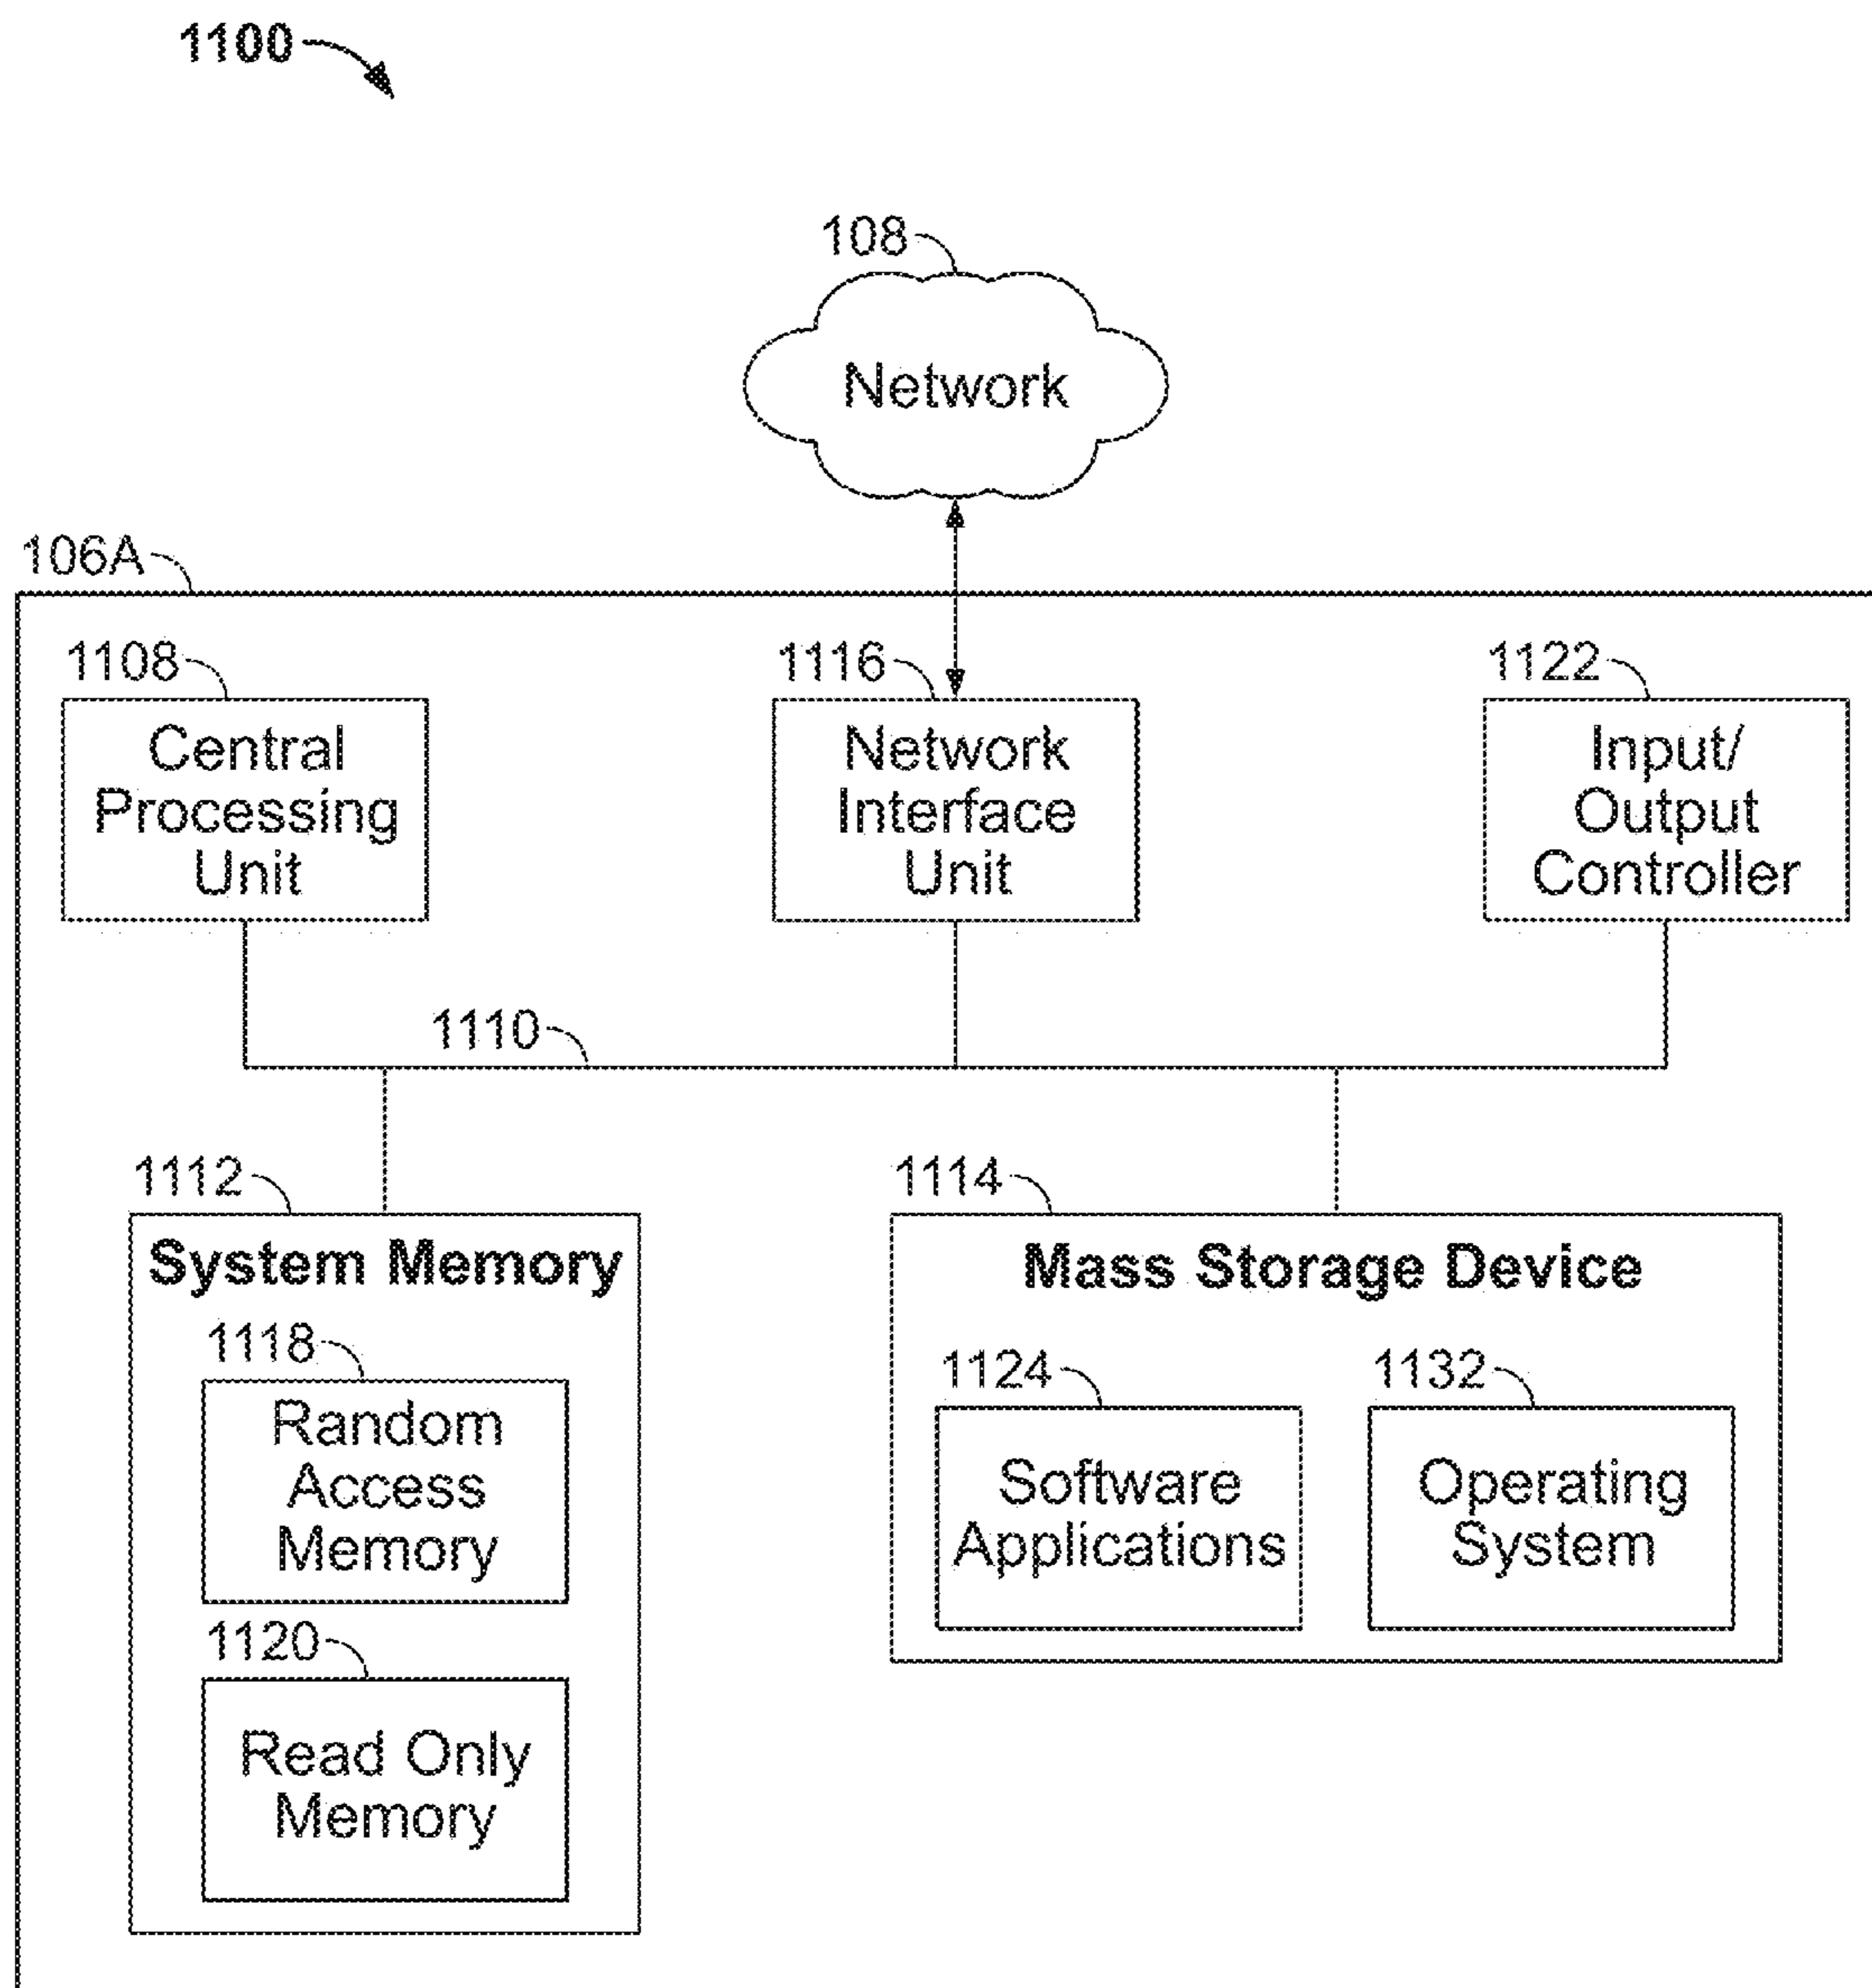 1100
108
Network
106A
1108
Central
Processing
Unit
1116
Network
Interface
Unit
1122
Input/
Output
Controller
1110
1112
System Memory
1118
Random
Access
Memory
1120
Read Only
Memory
1114
Mass Storage Device
1124
Software
Applications
1132
Operating
System